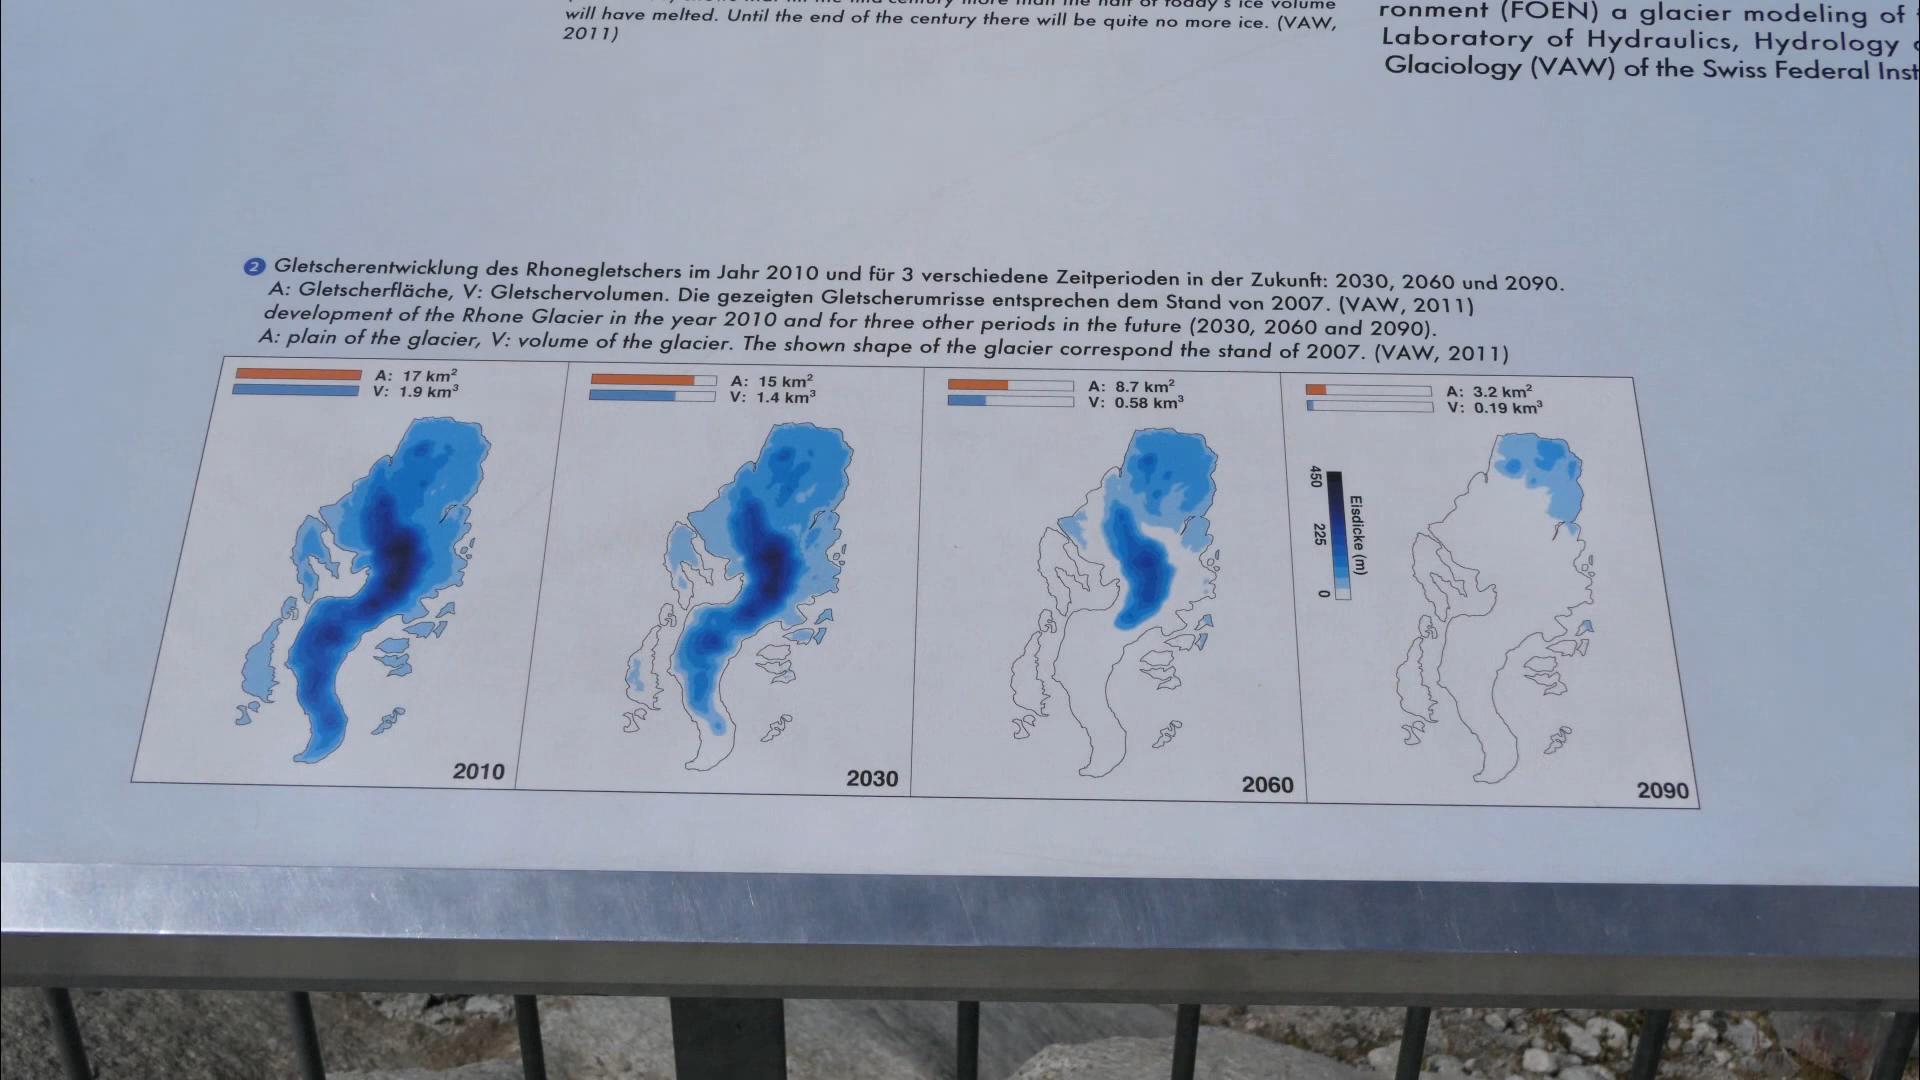 will have melted. Until the end of the century there will be quite no more ice. (VAW,
2011)
ronment (FOEN) a glacier modeling of
Laboratory of Hydraulics, Hydrology
Glaciology (VAW) of the Swiss Federal Inst
2 Gletscherentwicklung des Rhonegletschers im Jahr 2010 und für 3 verschiedene Zeitperioden in der Zukunft: 2030, 2060 und 2090.
A: Gletscherfläche, V: Gletschervolumen. Die gezeigten Gletscherumrisse entsprechen dem Stand von 2007. (VAW, 2011)
development of the Rhone Glacier in the year 2010 and for three other periods in the future (2030, 2060 and 2090).
A: plain of the glacier, V: volume of the glacier. The shown shape of the glacier correspond the stand of 2007. (VAW, 2011)
A: 17 km²
V: 1.9 km³
2010
A: 15 km²
V: 1.4 km³
2030
A: 8.7 km²
V: 0.58 km³
2060
A: 3.2 km²
V: 0.19 km³
450
225
0
Eisdicke (m)
2090